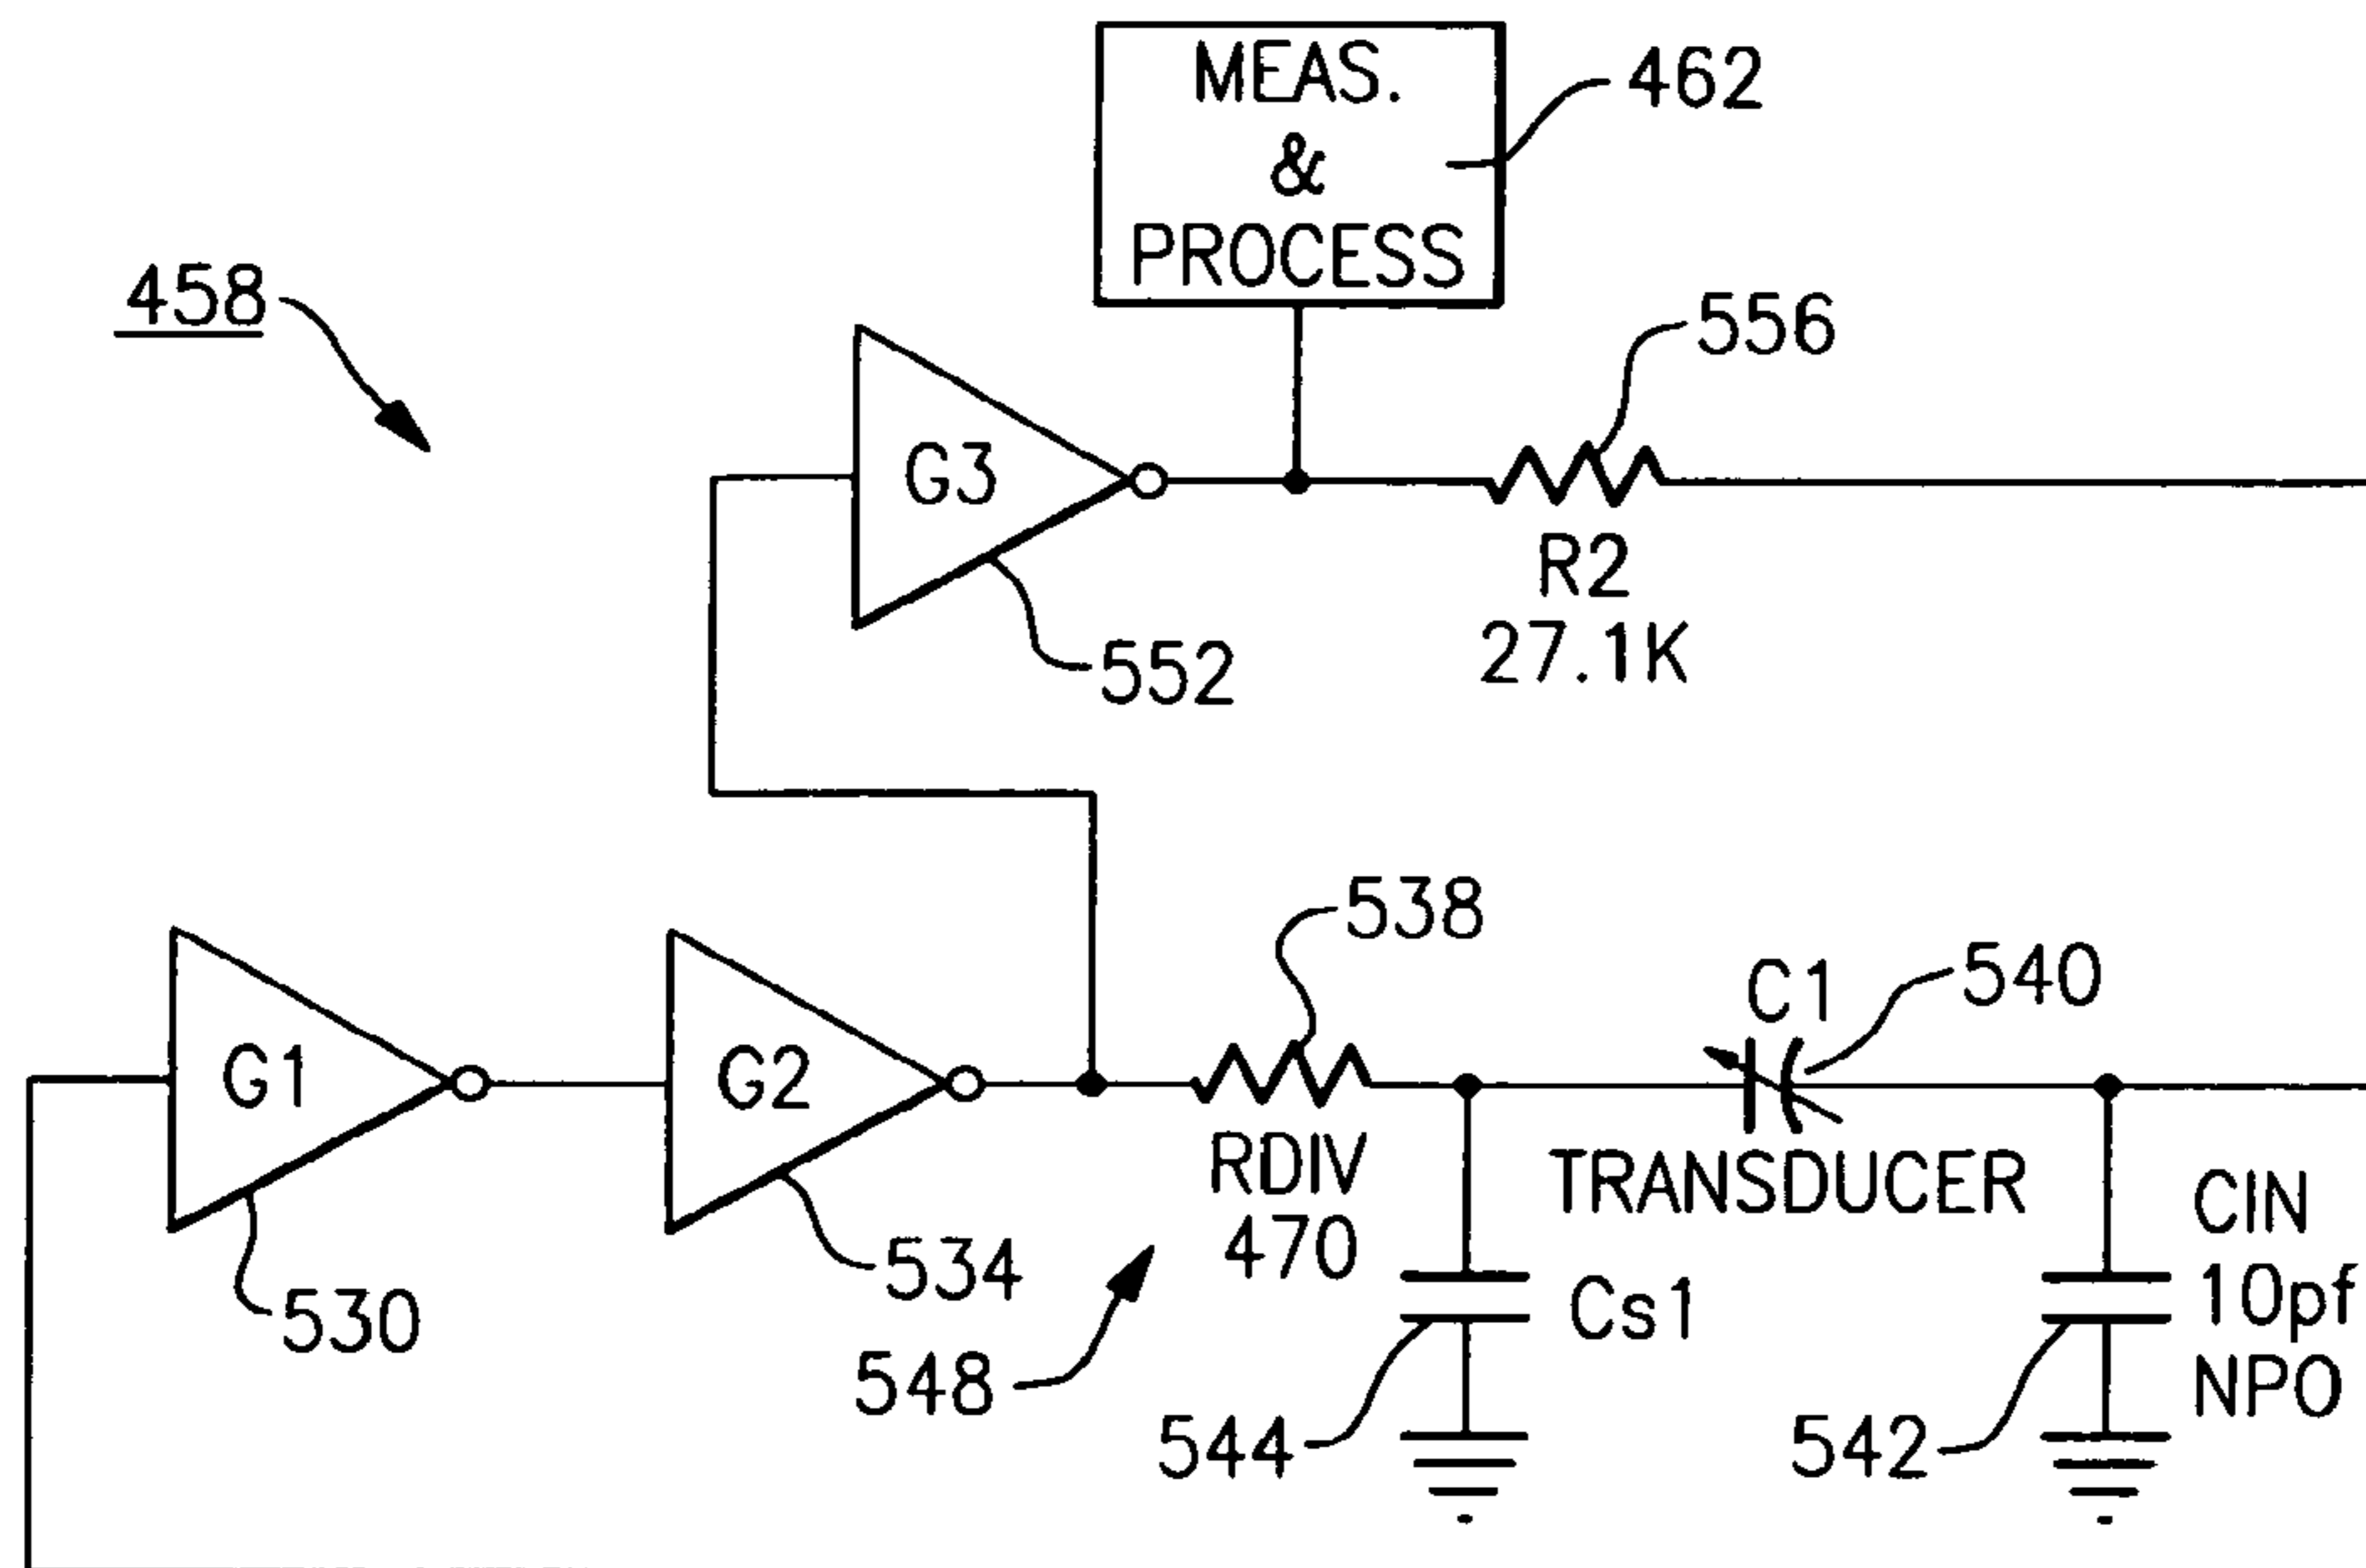 MEAS.
&
PROCESS
462
458
556
G3
R2
27.1K
552
538
C1
540
G1
G2
RDIV
470
TRANSDUCER
CIN
10pf
NPO
534
530
Cs1
548
544
542